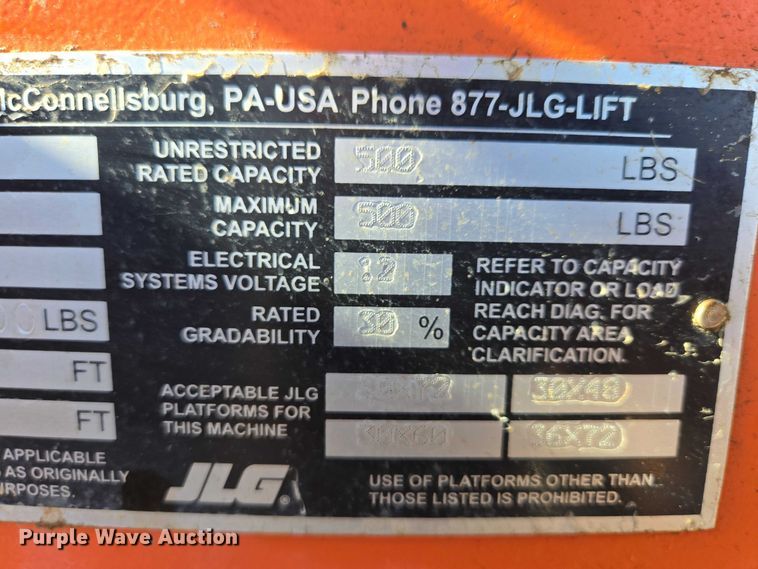 McConnellsburg, PA-USA Phone 877-JLG-LIFT
UNRESTRICTED RATED CAPACITY 500 LBS
MAXIMUM CAPACITY 500 LBS
ELECTRICAL SYSTEMS VOLTAGE 12
RATED GRADABILITY 30 %
REFER TO CAPACITY
INDICATOR OR LOAD
REACH DIAG. FOR
CAPACITY AREA
CLARIFICATION.
LBS
FT
FT
ACCEPTABLE JLG
PLATFORMS FOR
THIS MACHINE
30X48
30X60 36X72
APPLICABLE
AS ORIGINALLY
JLG
USE OF PLATFORMS OTHER THAN
THOSE LISTED IS PROHIBITED.
Purple Wave Auction